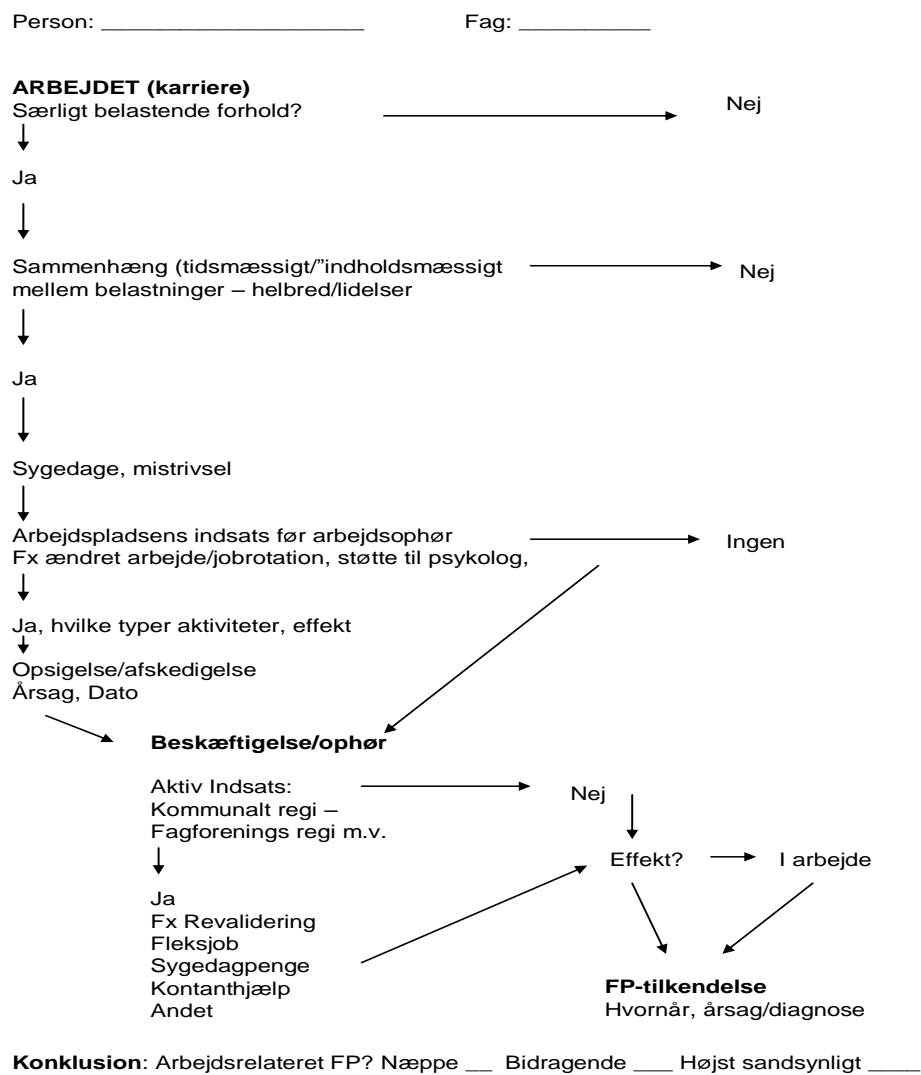 Person: ____________________ Fag: __________
ARBEJDET (karriere)
Særligt belastende forhold?
Nej
Ja
Sammenhæng (tidsmæssigt/”indholdsmæssigt
mellem belastninger – helbred/lidelser
Nej
Ja
Sygedage, mistrivsel
Arbejdspladsens indsats før arbejdsophør
Fx ændret arbejde/jobrotation, støtte til psykolog,
Ingen
Ja, hvilke typer aktiviteter, effekt
Opsigelse/afskedigelse
Årsag, Dato
Beskæftigelse/ophør
Aktiv Indsats:
Kommunalt regi –
Fagforenings regi m.v.
Nej
Effekt?
I arbejde
Ja
Fx Revalidering
Fleksjob
Sygedagpenge
Kontanthjælp
Andet
FP-tilkendelse
Hvornår, årsag/diagnose
Konklusion: Arbejdsrelateret FP? Næppe __ Bidragende ___ Højst sandsynligt ____